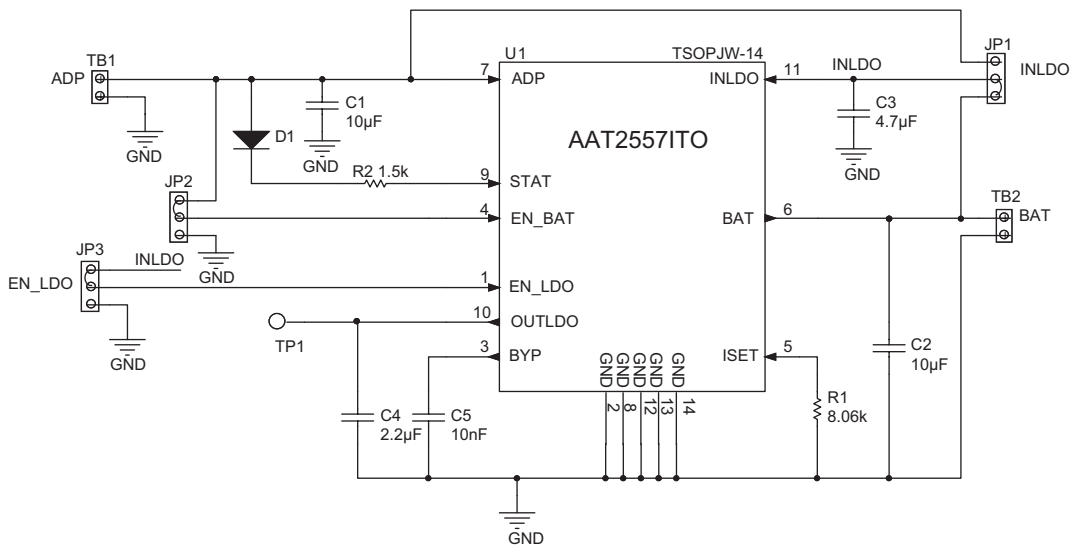 U1
TSOPJW-14
TB1
JP1
ADP
7
ADP
INLDO
11
INLDO
INLDO
C1
10µF
C3
4.7µF
D1
AAT2557ITO
GND
GND
GND
R2 1.5k
9
STAT
JP2
TB2
4
EN_BAT
BAT
6
BAT
JP3
INLDO
GND
EN_LDO
1
EN_LDO
10
OUTLDO
TP1
3
BYP
ISET
5
C2
10µF
GND
GND
GND
GND
GND
GND
2
8
12
13
14
R1
8.06k
C4
2.2µF
C5
10nF
GND